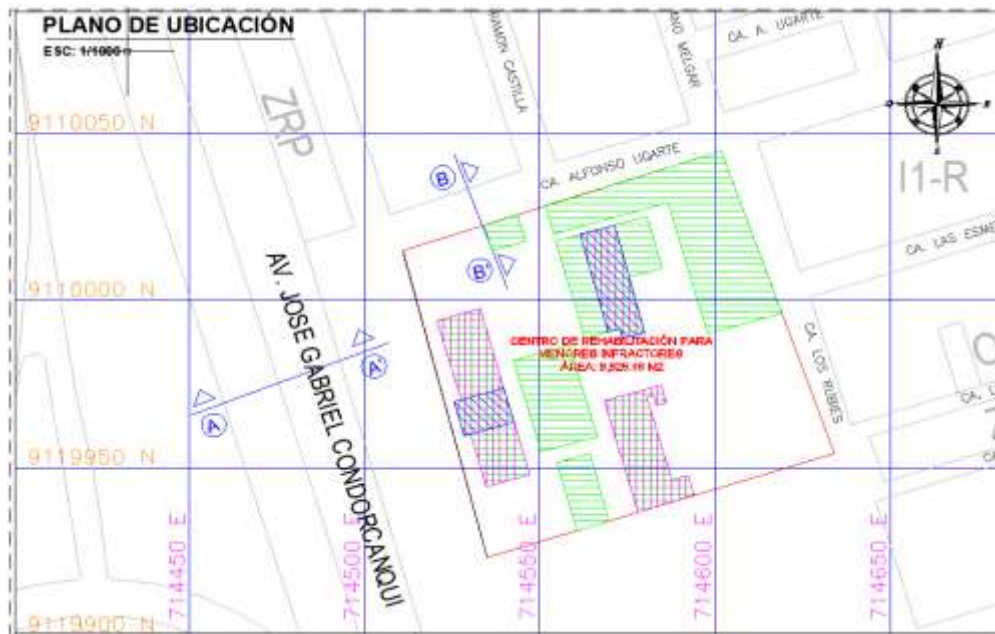 PLANO DE UBICACIÓN
ESC: 1/1000
RAMON CASTILLA
ANO MELGAR
CA. A. UGARTE
ZRP
9110050 N
CA. ALFONSO UGARTE
I1-R
CA. LAS ESME
B
B'
9110000 N
AV. JOSE GABRIEL CONDORCANQUI
CENTRO DE REHABILITACIÓN PARA
MENORES INFRACTORES
CA. LOS RUBIES
A'
A
9119950 N
714450 E
714500 E
714550 E
714600 E
714650 E
9119900 N